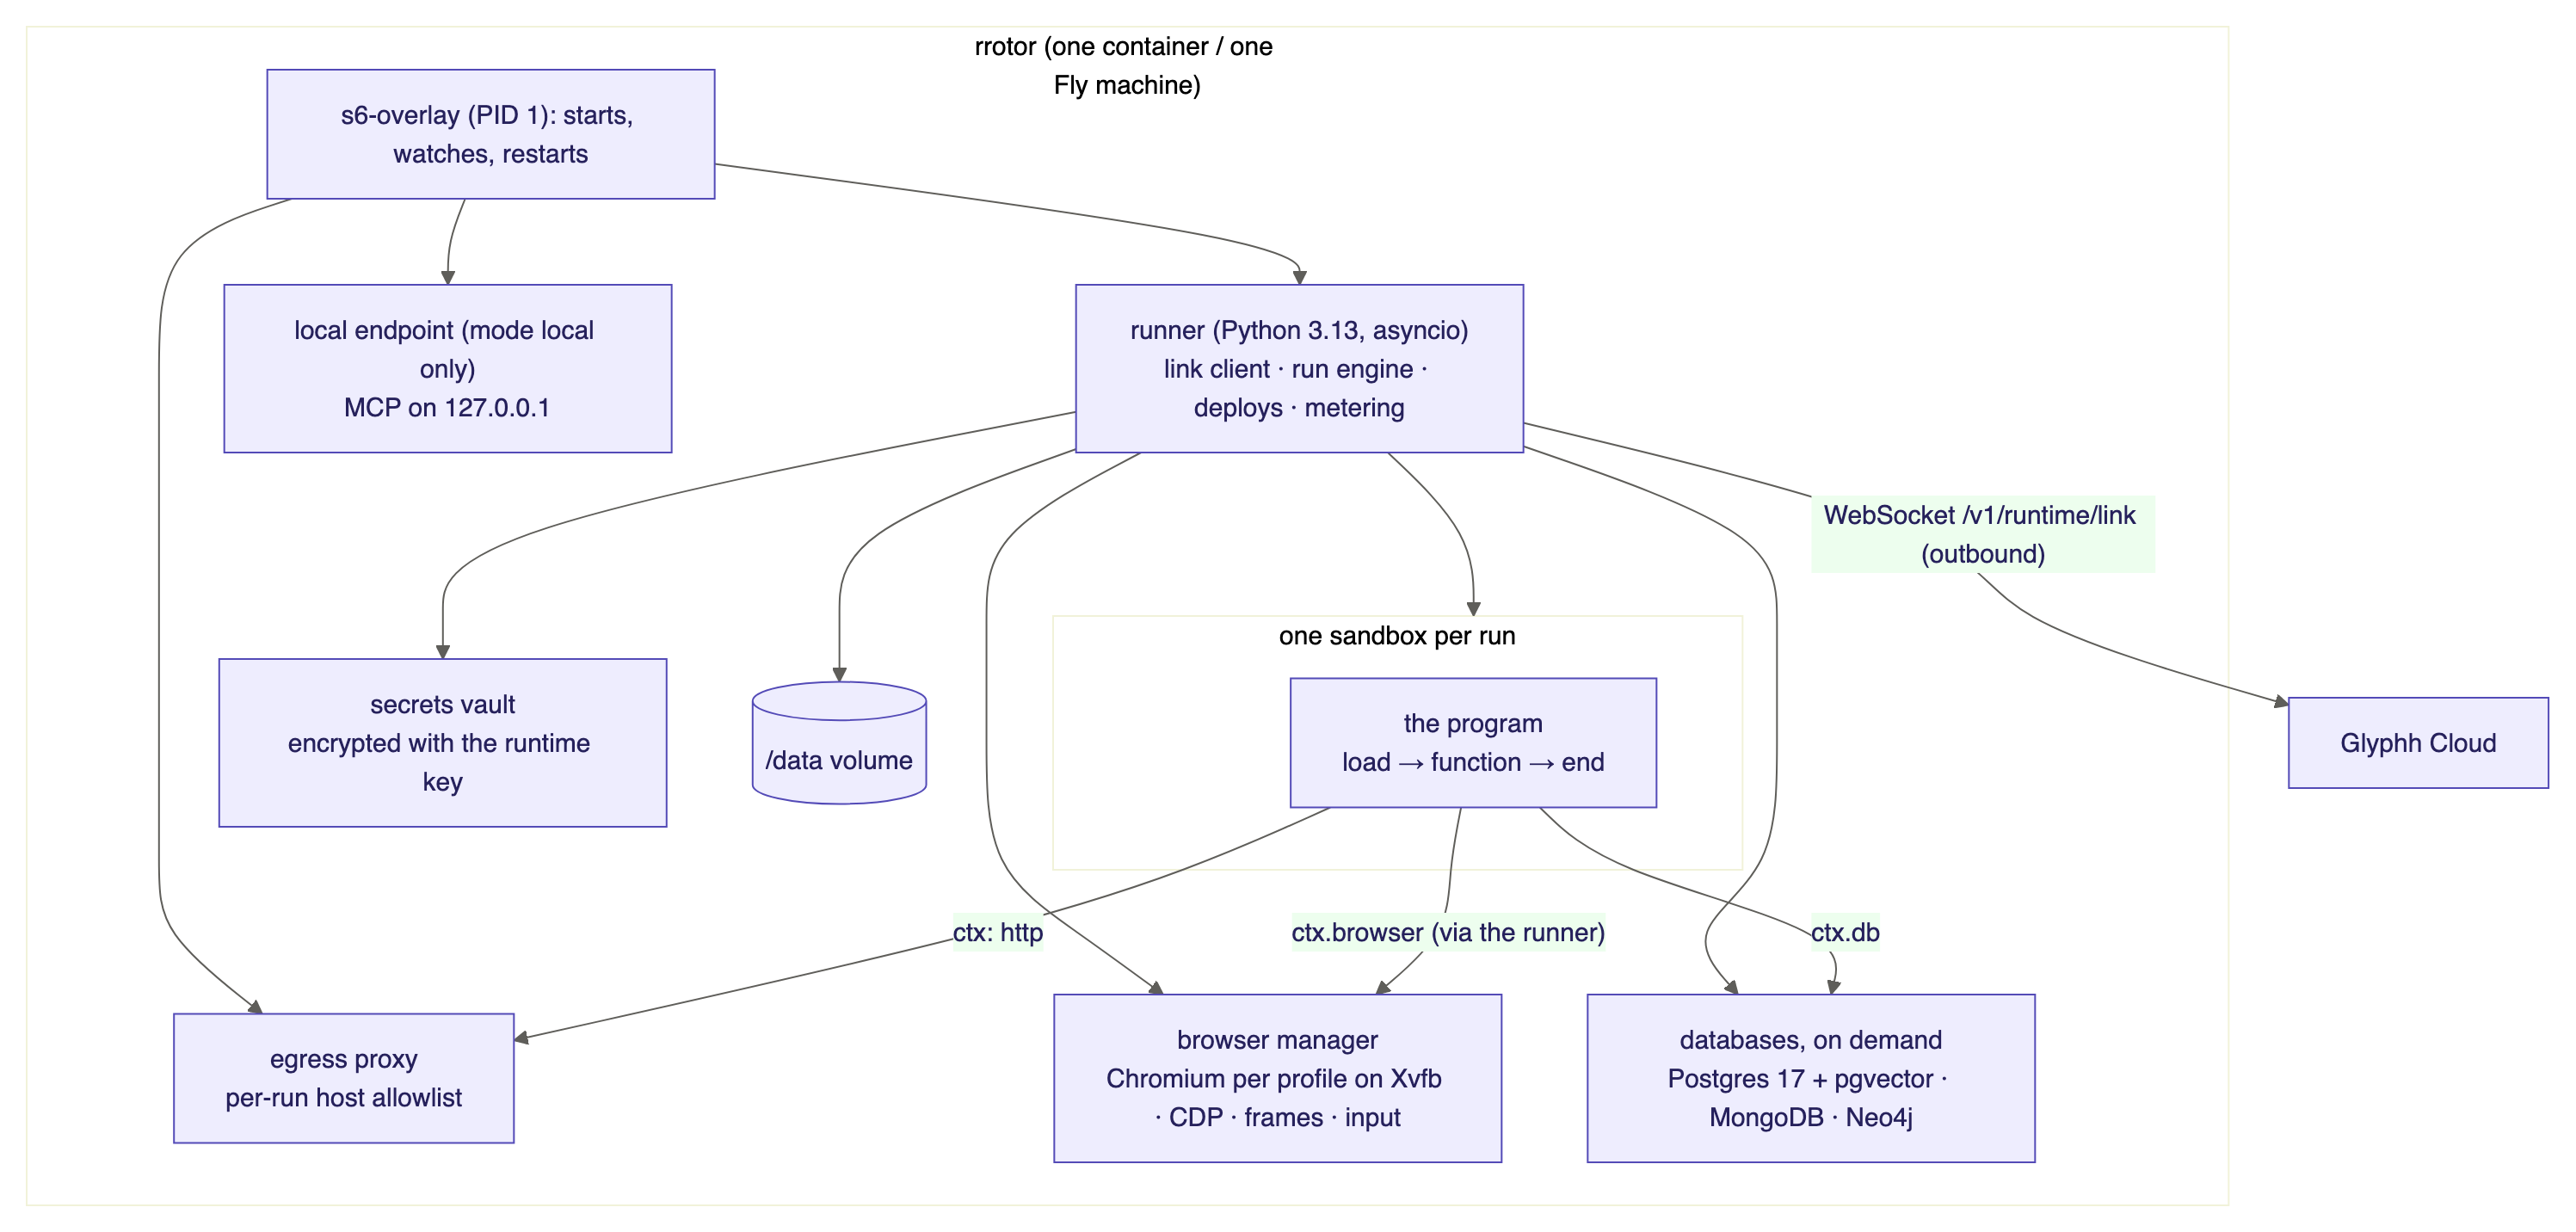 rrotor (one container / one
Fly machine)
s6-overlay (PID 1): starts,
watches, restarts
local endpoint (mode local
only)
MCP on 127.0.0.1
runner (Python 3.13, asyncio)
link client · run engine ·
deploys · metering
WebSocket /v1/runtime/link
(outbound)
one sandbox per run
secrets vault
encrypted with the runtime
key
/data volume
the program
load → function → end
Glyphh Cloud
ctx: http
ctx.browser (via the runner)
ctx.db
egress proxy
per-run host allowlist
browser manager
Chromium per profile on Xvfb
· CDP · frames · input
databases, on demand
Postgres 17 + pgvector ·
MongoDB · Neo4j